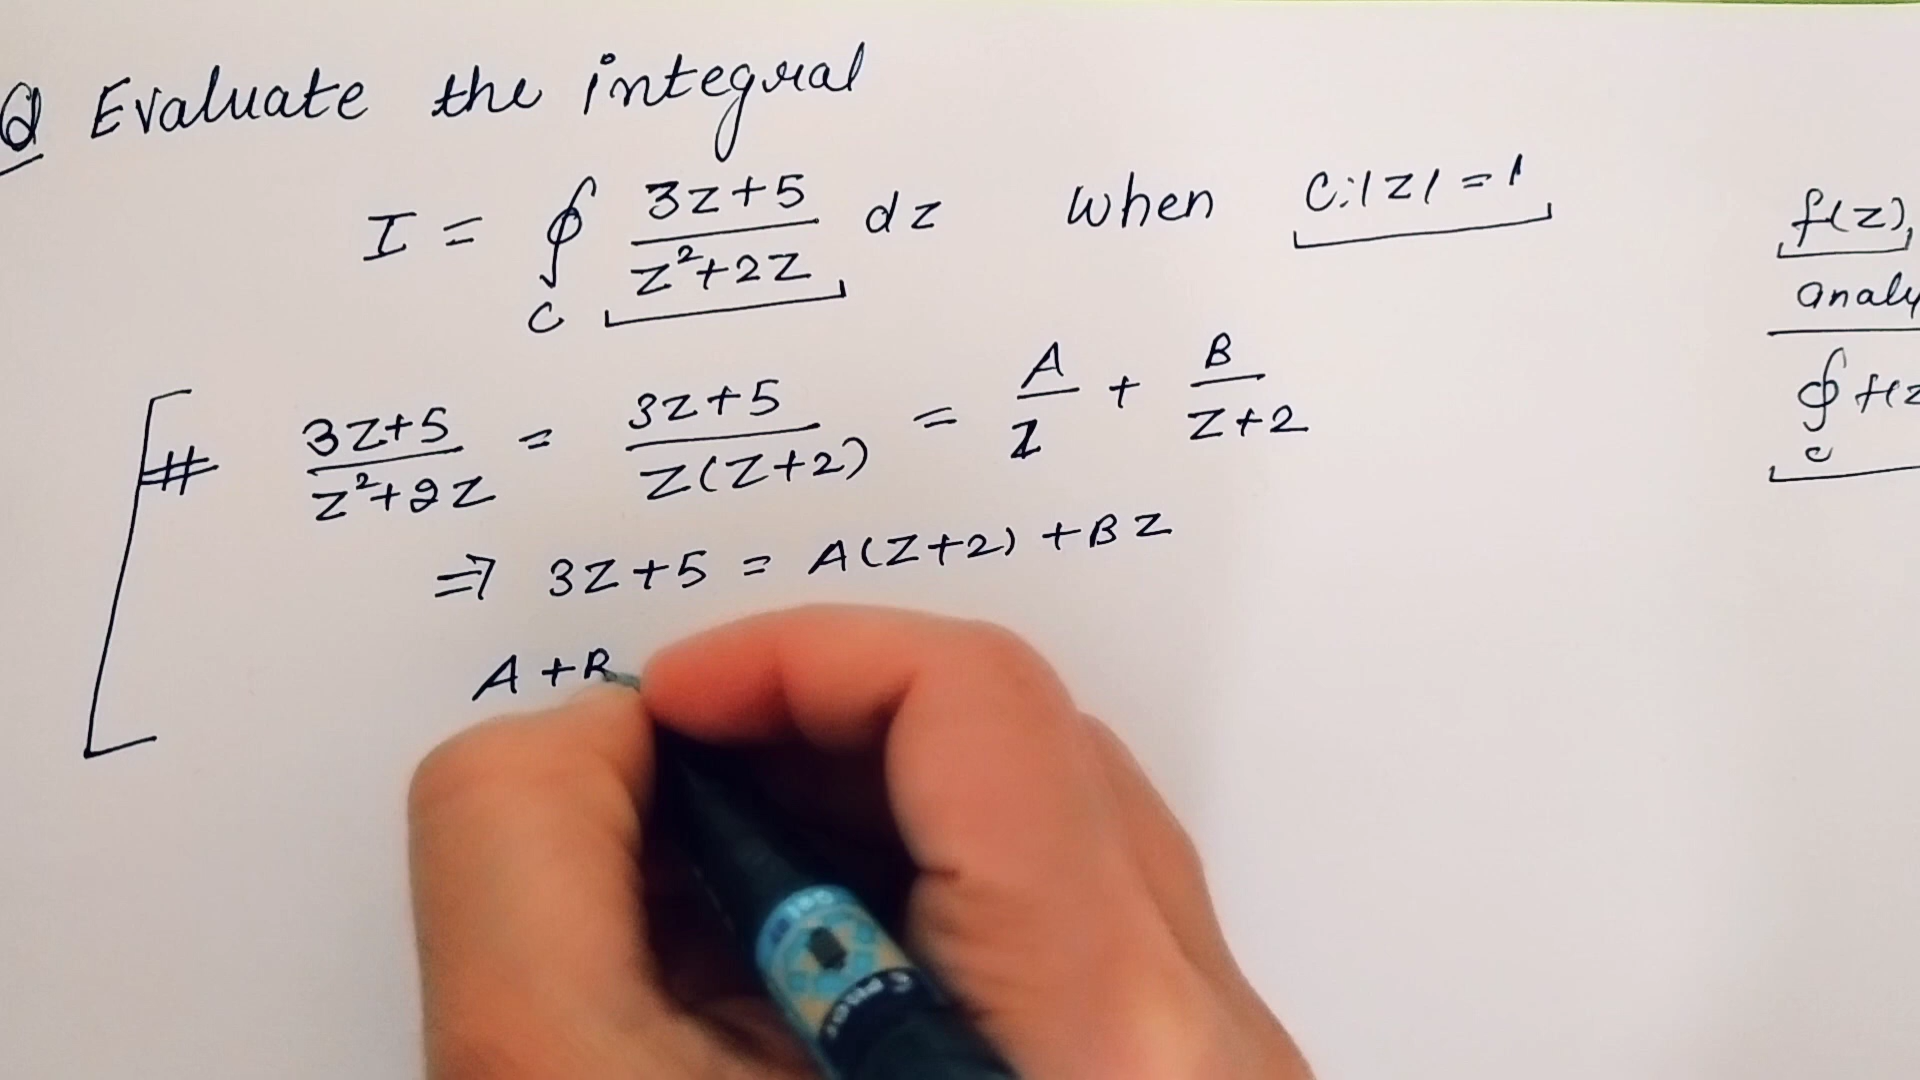 Q Evaluate the integral
I = ∮_C (3z+5)/(z²+2z) dz when C:|z|=1
# (3z+5)/(z²+2z) = (3z+5)/(z(z+2)) = A/z + B/(z+2)
⇒ 3z+5 = A(z+2) + Bz
A + B
f(z),
analy
∮ f(z
c